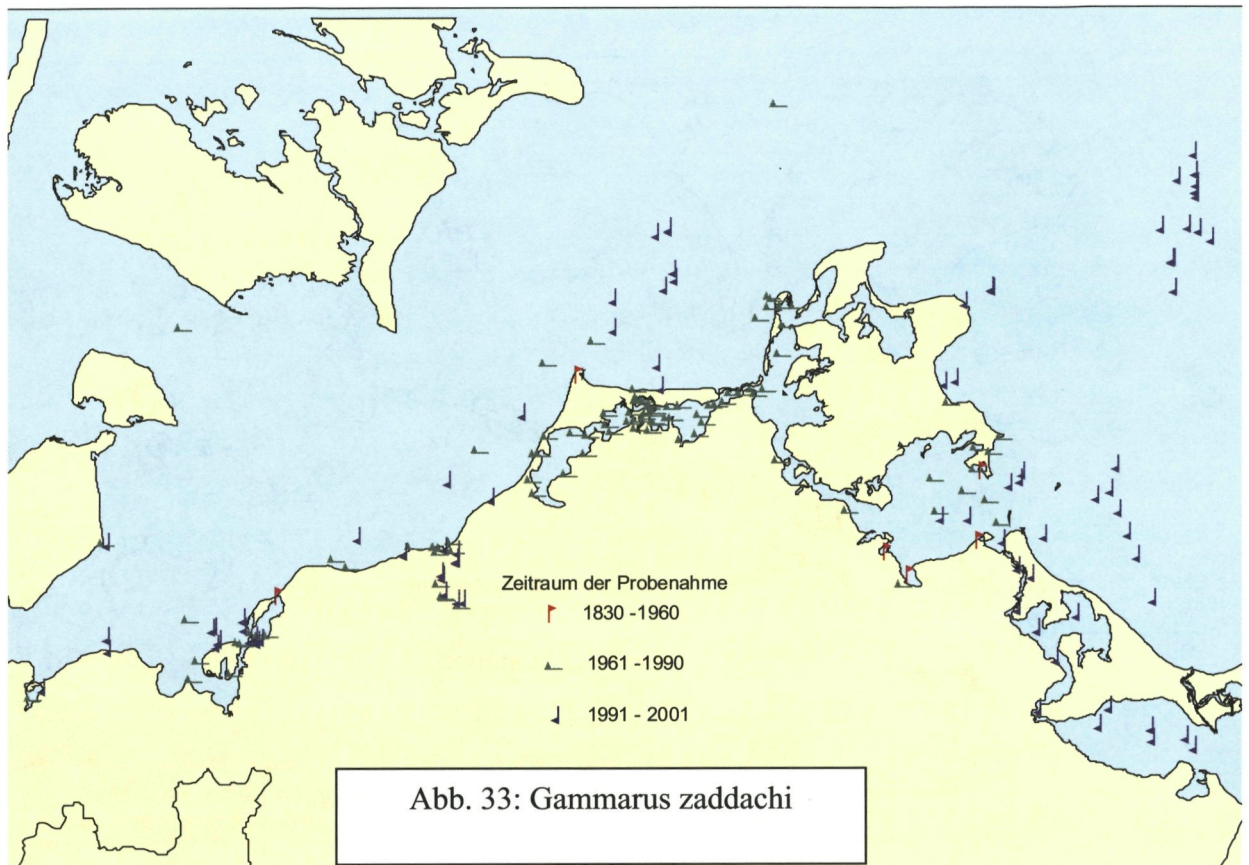 Zeitraum der Probenahme
1830 -1960
1961 -1990
1991 - 2001
Abb. 33: Gammarus zaddachi